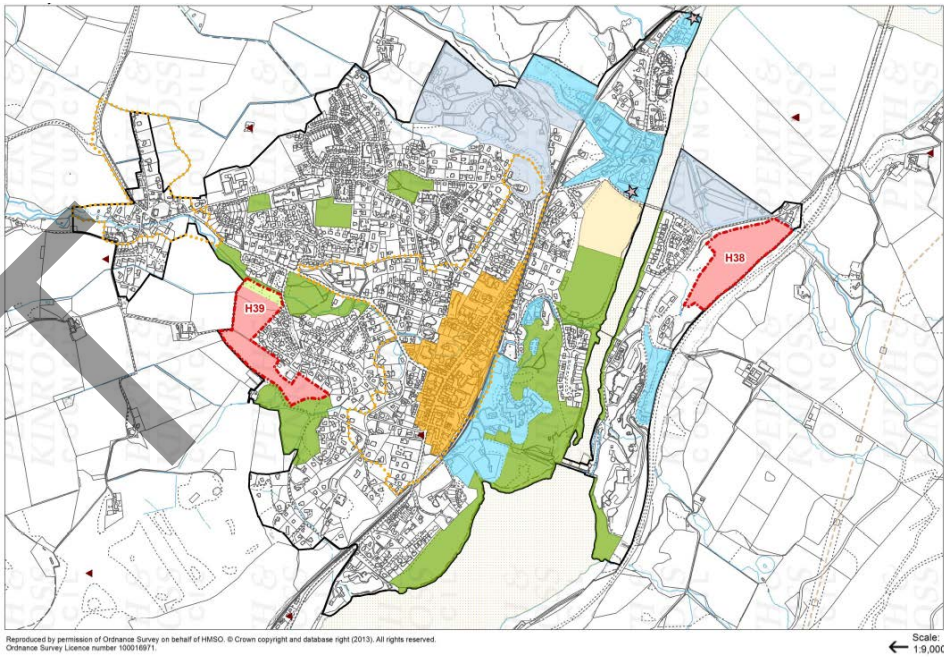 H38
H39
Reproduced by permission of Ordnance Survey on behalf of HMSO. © Crown copyright and database right (2013). All rights reserved.
Ordnance Survey Licence number 100016971.
Scale:
1:9,000